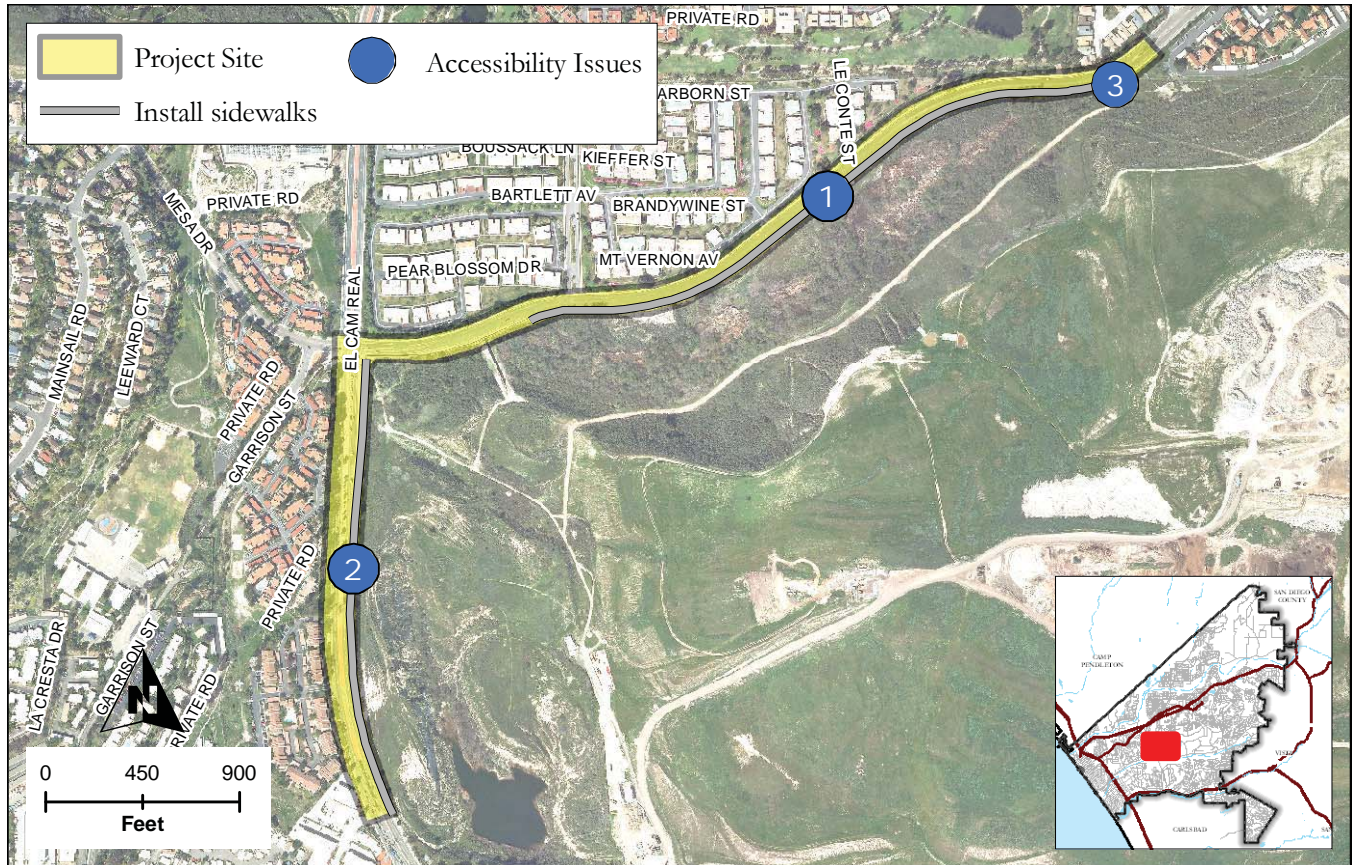 PRIVATE RD
Project Site
Accessibility Issues
Install sidewalks
LE CONTE ST
3
ARBORN ST
BOUSSACK LN
KIEFFER ST
BARTLETT AV
BRANDYWINE ST
1
MESA DR
PRIVATE RD
MT VERNON AV
PEAR BLOSSOM DR
EL CAM REAL
MAINSAIL RD
LEEWARD CT
PRIVATE RD
GARRISON ST
2
PRIVATE RD
LA CRESTA DR
GARRISON ST
RIVATE RD
N
0 450 900
Feet
SAN DIEGO
COUNTY
CAMP
PENDLETON
CARLSBAD